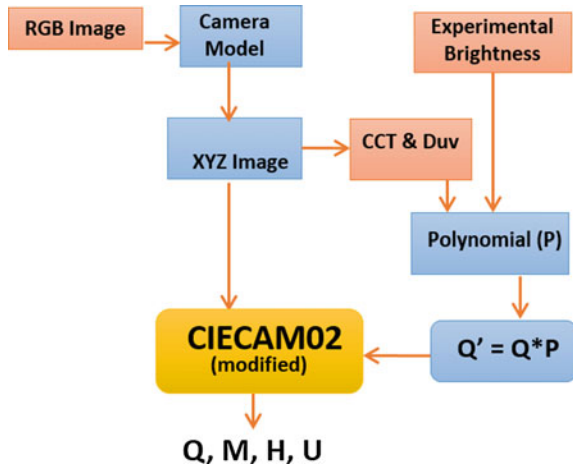 RGB Image
Camera
Model
Experimental
Brightness
XYZ Image
CCT & Duv
Polynomial (P)
CIECAM02
(modified)
Q’ = Q*P
Q, M, H, U